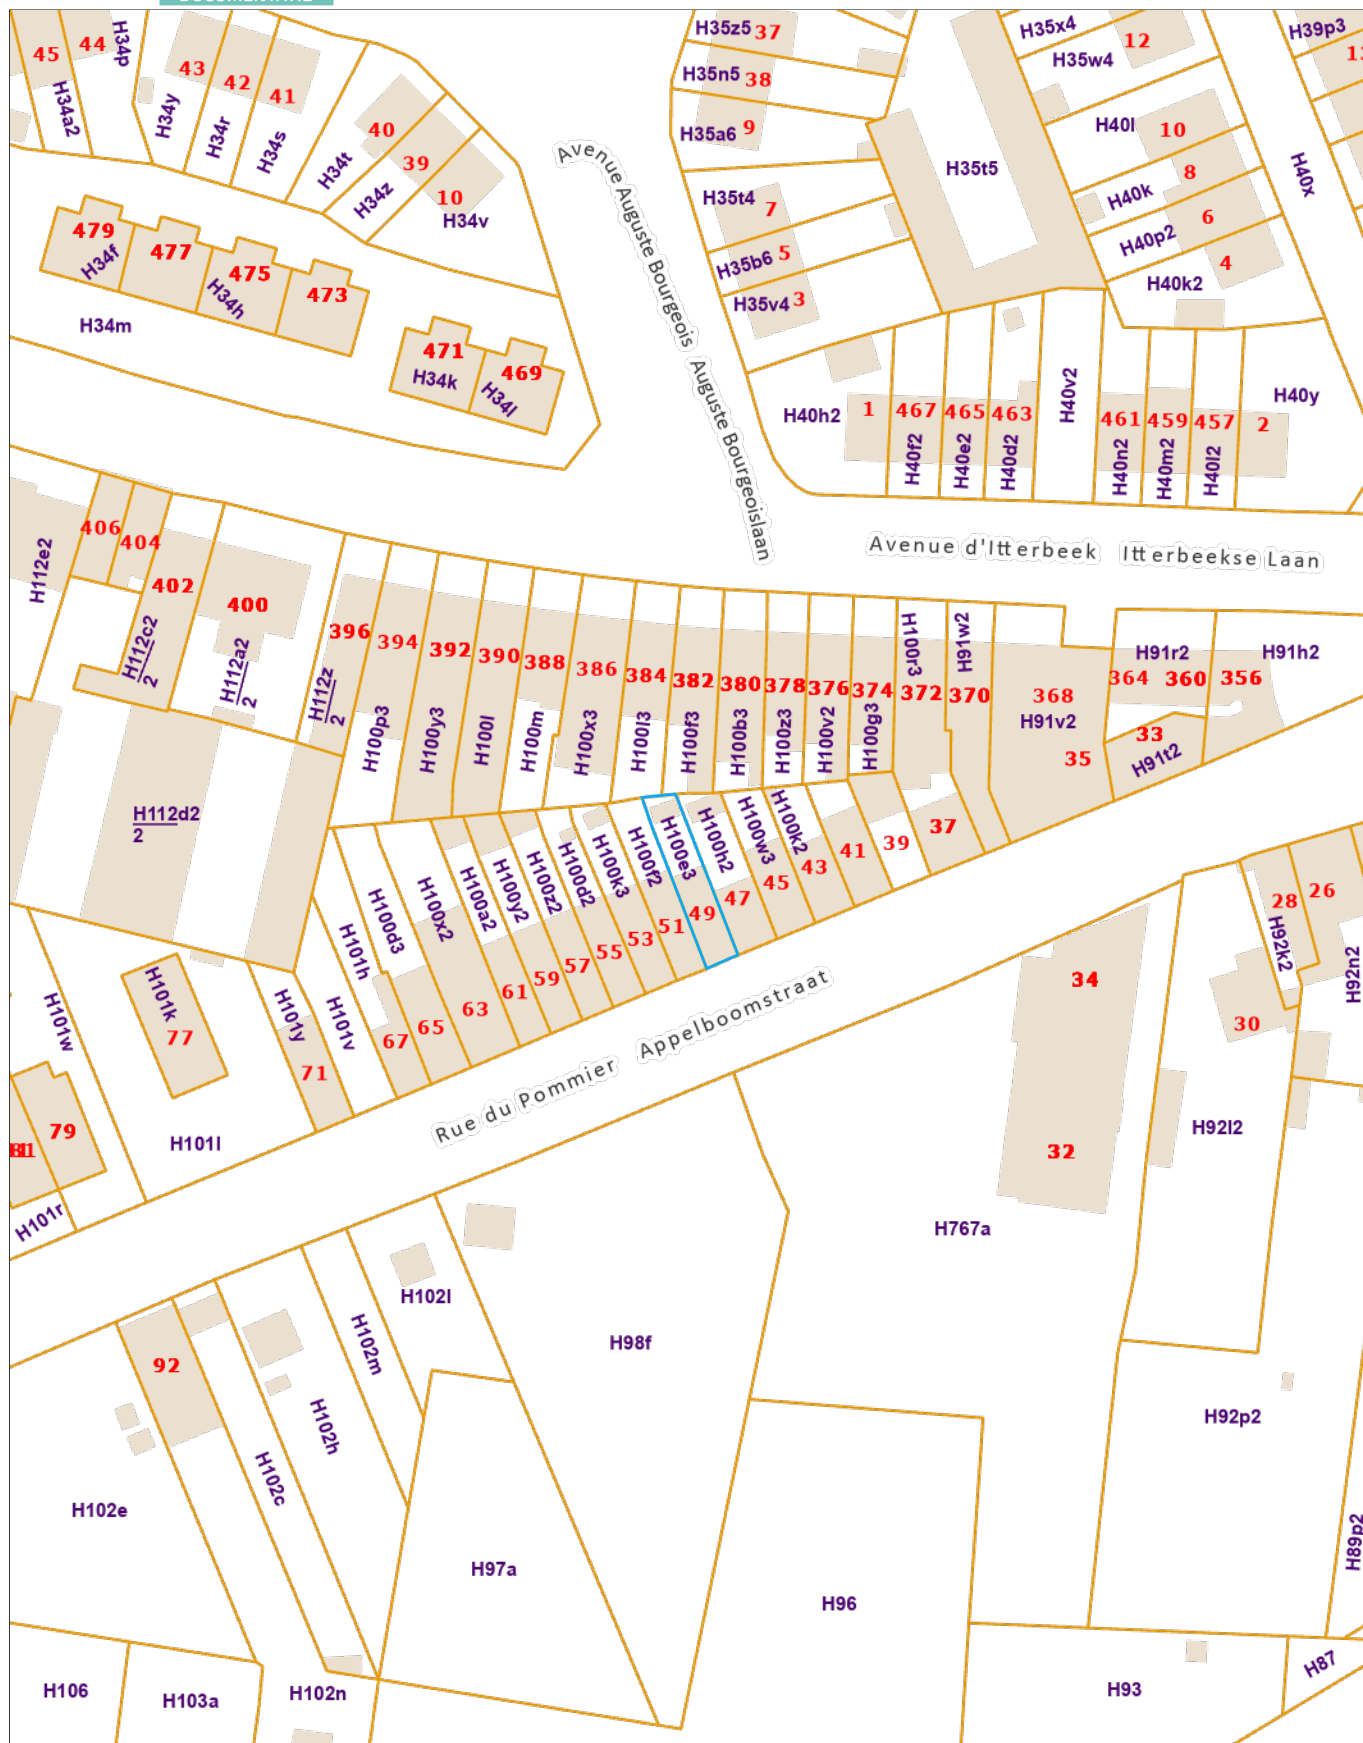 44
45
H34p
H34a2
43
42
41
H34y
H34r
H34s
40
39
10
H34t
H34z
H34v
479
477
475
473
H34f
H34h
H34m
471
469
H34k
H34l
Avenue Auguste Bourgeois
Auguste Bourgeoislaan
H35z5
37
H35n5
38
H35a6
9
H35t4
7
H35b6
5
H35v4
3
H35t5
H35x4
12
H35w4
H39p3
H40l
10
8
H40k
6
H40p2
4
H40k2
H40x
H40h2
1
467
465
463
H40f2
H40e2
H40d2
H40v2
461
459
457
H40n2
H40m2
H40l2
2
H40y
Avenue d'Itterbeek
Itterbeekse Laan
406
404
402
400
H112e2
H112c2
2
H112a2
2
H112z
2
396
394
392
390
388
386
384
382
380
378
376
374
372
370
368
364
360
356
H100p3
H100y3
H100l
H100m
H100x3
H100l3
H100f3
H100b3
H100z3
H100v2
H100g3
H100r3
H91w2
H91v2
35
H91r2
H91h2
33
H91t2
H112d2
2
H101h
H100d3
H100x2
H100a2
H100y2
H100z2
H100d2
H100k3
H100f2
H100e3
H100h2
H100w3
H100k2
67
65
63
61
59
57
55
53
51
49
47
45
43
41
39
37
H101w
H101k
77
H101y
H101v
71
79
81
H101l
H101r
Rue du Pommier
Appelboomstraat
34
32
28
26
H92k2
H92n2
30
H92l2
H767a
92
H102l
H102m
H102h
H102c
H102e
H98f
H97a
H96
H92p2
H89p2
H106
H103a
H102n
H93
H87